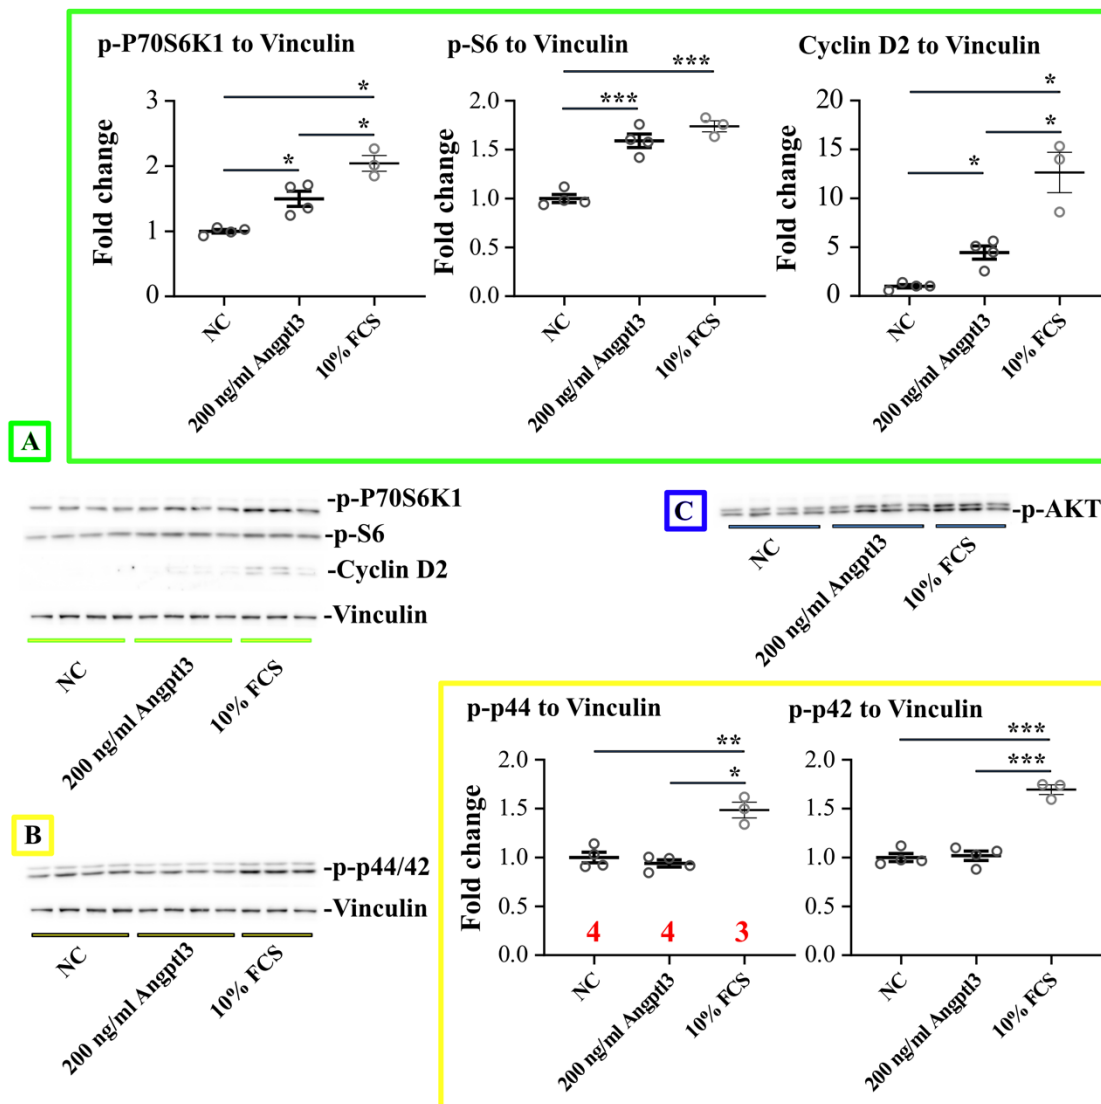 p-P70S6K1 to Vinculin
Fold change
3
2
1
0
*
*
*
NC
200 ng/ml Angptl3
10% FCS
p-S6 to Vinculin
Fold change
2.0
1.5
1.0
0.5
0.0
***
***
NC
200 ng/ml Angptl3
10% FCS
Cyclin D2 to Vinculin
Fold change
20
15
10
5
0
*
*
*
NC
200 ng/ml Angptl3
10% FCS
A
-p-P70S6K1
-p-S6
-Cyclin D2
-Vinculin
NC
200 ng/ml Angptl3
10% FCS
C
-p-AKT
NC
200 ng/ml Angptl3
10% FCS
B
-p-p44/42
-Vinculin
NC
200 ng/ml Angptl3
10% FCS
p-p44 to Vinculin
Fold change
2.0
1.5
1.0
0.5
0.0
**
*
4 4 3
NC
200 ng/ml Angptl3
10% FCS
p-p42 to Vinculin
2.0
1.5
1.0
0.5
0.0
***
***
NC
200 ng/ml Angptl3
10% FCS